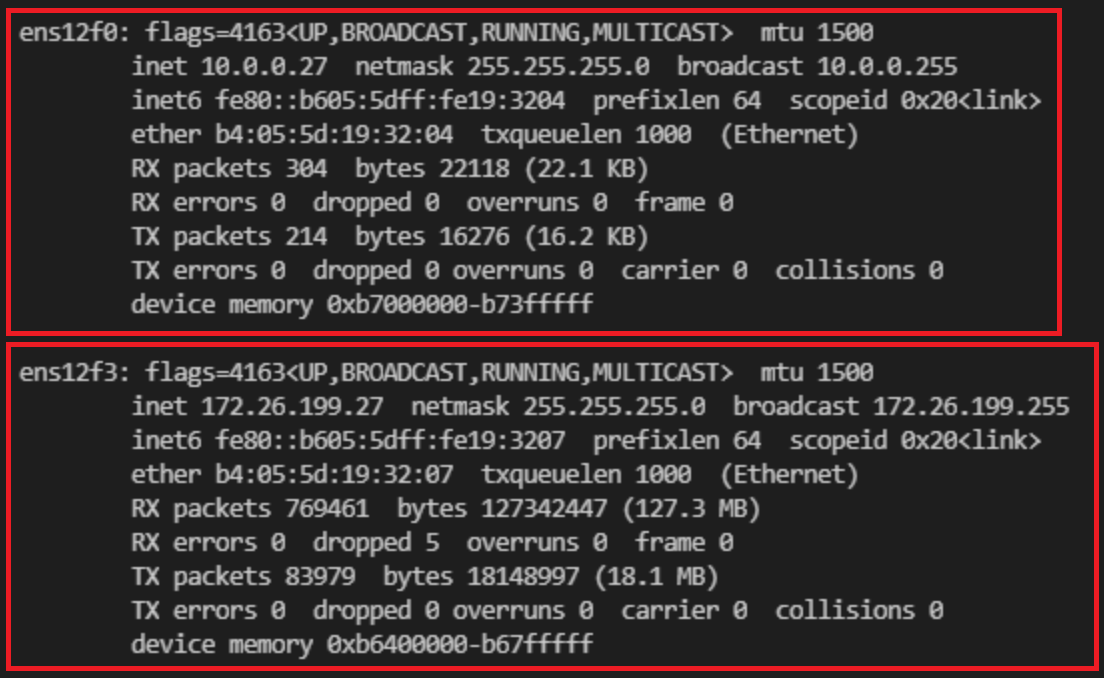 ens12f0: flags=4163<UP,BROADCAST,RUNNING,MULTICAST>  mtu 1500
        inet 10.0.0.27  netmask 255.255.255.0  broadcast 10.0.0.255
        inet6 fe80::b605:5dff:fe19:3204  prefixlen 64  scopeid 0x20<link>
        ether b4:05:5d:19:32:04  txqueuelen 1000  (Ethernet)
        RX packets 304  bytes 22118 (22.1 KB)
        RX errors 0  dropped 0  overruns 0  frame 0
        TX packets 214  bytes 16276 (16.2 KB)
        TX errors 0  dropped 0 overruns 0  carrier 0  collisions 0
        device memory 0xb7000000-b73fffff
ens12f3: flags=4163<UP,BROADCAST,RUNNING,MULTICAST>  mtu 1500
        inet 172.26.199.27  netmask 255.255.255.0  broadcast 172.26.199.255
        inet6 fe80::b605:5dff:fe19:3207  prefixlen 64  scopeid 0x20<link>
        ether b4:05:5d:19:32:07  txqueuelen 1000  (Ethernet)
        RX packets 769461  bytes 127342447 (127.3 MB)
        RX errors 0  dropped 5  overruns 0  frame 0
        TX packets 83979  bytes 18148997 (18.1 MB)
        TX errors 0  dropped 0 overruns 0  carrier 0  collisions 0
        device memory 0xb6400000-b67fffff